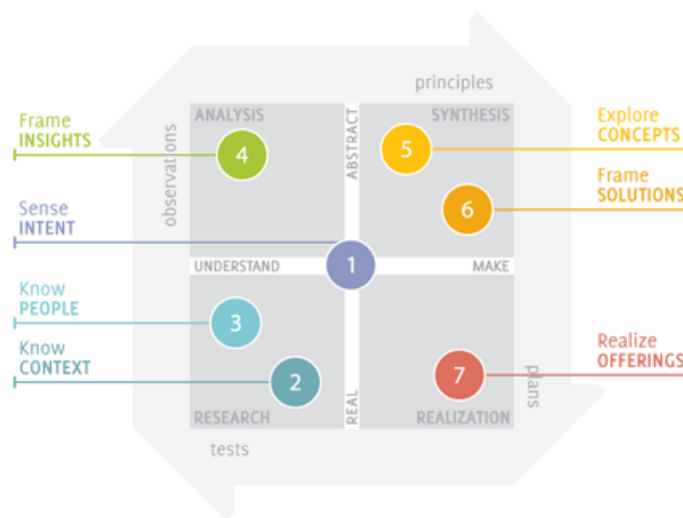 principles
Frame
INSIGHTS
ANALYSIS
4
ABSTRACT
5
SYNTHESIS
Explore
CONCEPTS
observations
6
Frame
SOLUTIONS
Sense
INTENT
UNDERSTAND
1
MAKE
Know
PEOPLE
3
Know
CONTEXT
2
REAL
7
Realize
OFFERINGS
plans
RESEARCH
REALIZATION
tests